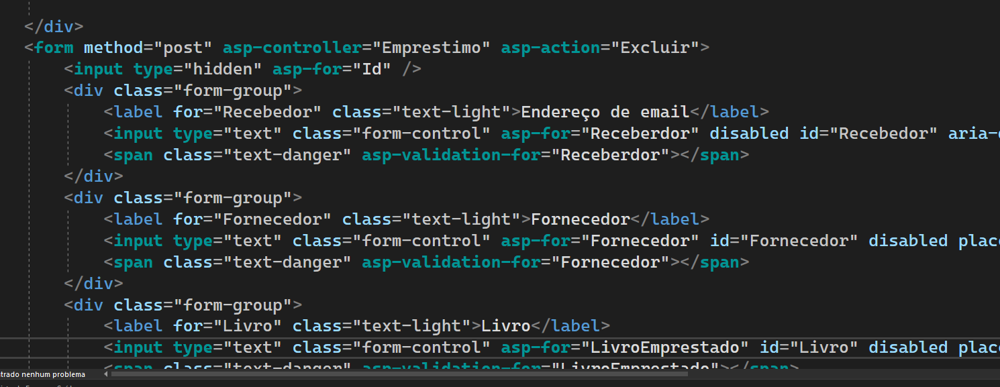 </div>
<form method="post" asp-controller="Emprestimo" asp-action="Excluir">
<input type="hidden" asp-for="Id" />
<div class="form-group">
<label for="Recebedor" class="text-light">Endereço de email</label>
<input type="text" class="form-control" asp-for="Receberdor" disabled id="Recebedor" aria-
<span class="text-danger" asp-validation-for="Receberdor"></span>
</div>
<div class="form-group">
<label for="Fornecedor" class="text-light">Fornecedor</label>
<input type="text" class="form-control" asp-for="Fornecedor" id="Fornecedor" disabled plac
<span class="text-danger" asp-validation-for="Fornecedor"></span>
</div>
<div class="form-group">
<label for="Livro" class="text-light">Livro</label>
<input type="text" class="form-control" asp-for="LivroEmprestado" id="Livro" disabled plac
<span class="text-danger" asp-validation-for="LivroEmprestado"></span>
trado nenhum problema